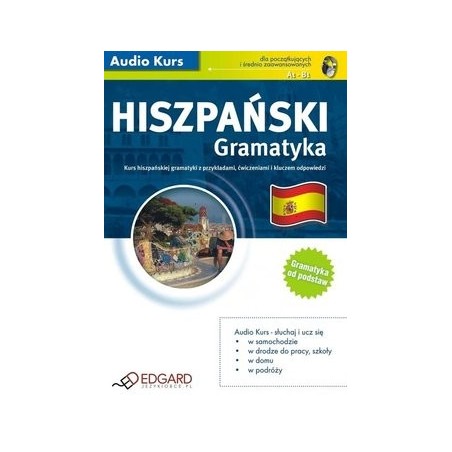 Audio Kurs
dla początkujących
i średnio zaawansowanych
A1 - B1
HISZPAŃSKI
Gramatyka
Kurs hiszpańskiej gramatyki z przykładami, ćwiczeniami i kluczem odpowiedzi
Gramatyka
od podstaw
Audio Kurs - słuchaj i ucz się
• w samochodzie
• w drodze do pracy, szkoły
• w domu
• w podróży
EDGARD
JEZYKIOBCE.PL